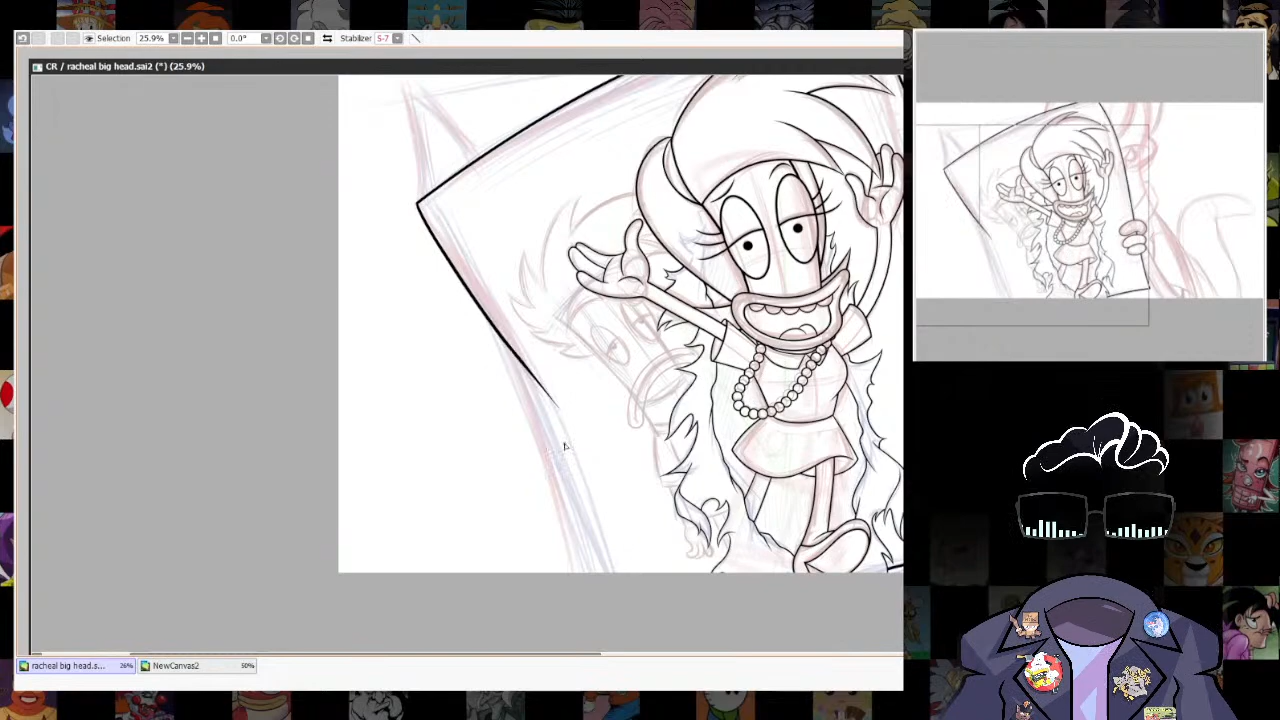 Selection 25.9% 0.0° Stabilizer S-7
CR / racheal big head.sai2 (*) (25.9%)
racheal big head.s... 26% NewCanvas2 50%